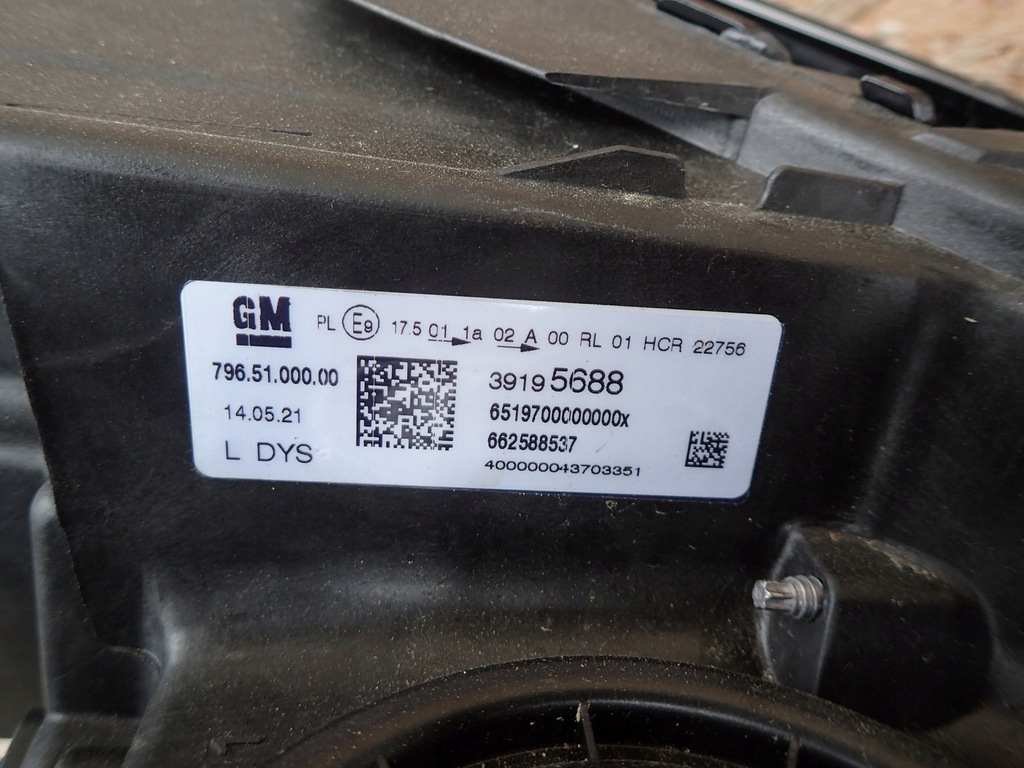 GM PL E9 17.5 01 1a 02 A 00 RL 01 HCR 22756
796.51.000.00
39195688
14.05.21
6519700000000x
662588537
L DYS
400000043703351